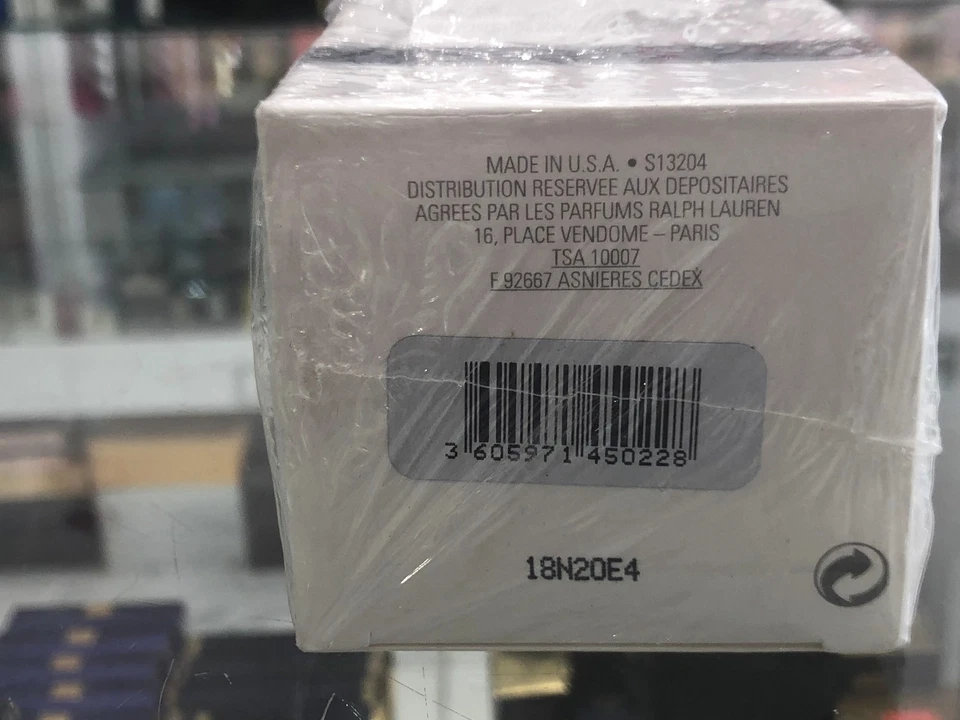 MADE IN U.S.A. • S13204
DISTRIBUTION RESERVEE AUX DEPOSITAIRES
AGREES PAR LES PARFUMS RALPH LAUREN
16, PLACE VENDOME – PARIS
TSA 10007
F 92667 ASNIERES CEDEX
3 605971 450228
18N20E4